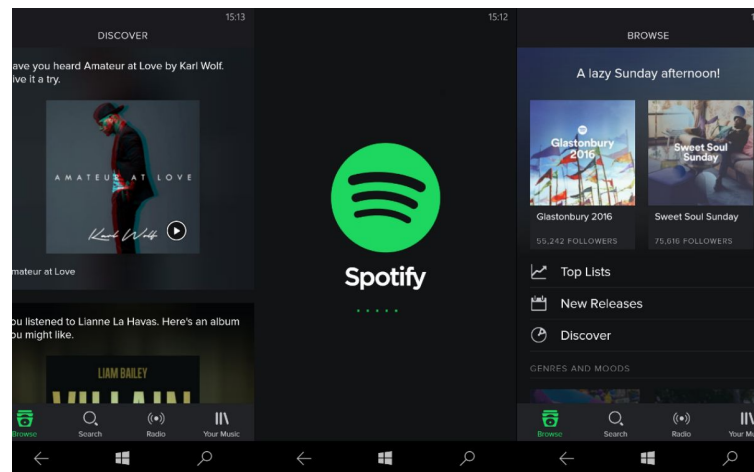 15:13
DISCOVER
ave you heard Amateur at Love by Karl Wolf.
ive it a try.
AMATEUR AT LOVE
Karl Wolf
mateur at Love
ou listened to Lianne La Havas. Here's an album
ou might like.
LIAM BAILEY
Browse
Search
Radio
Your Music
15:12
Spotify
BROWSE
A lazy Sunday afternoon!
Glastonbury
2016
Sweet Soul
Sunday
Glastonbury 2016
Sweet Soul Sunday
55,242 FOLLOWERS
75,616 FOLLOWERS
Top Lists
New Releases
Discover
GENRES AND MOODS
Browse
Search
Radio
Your Mu